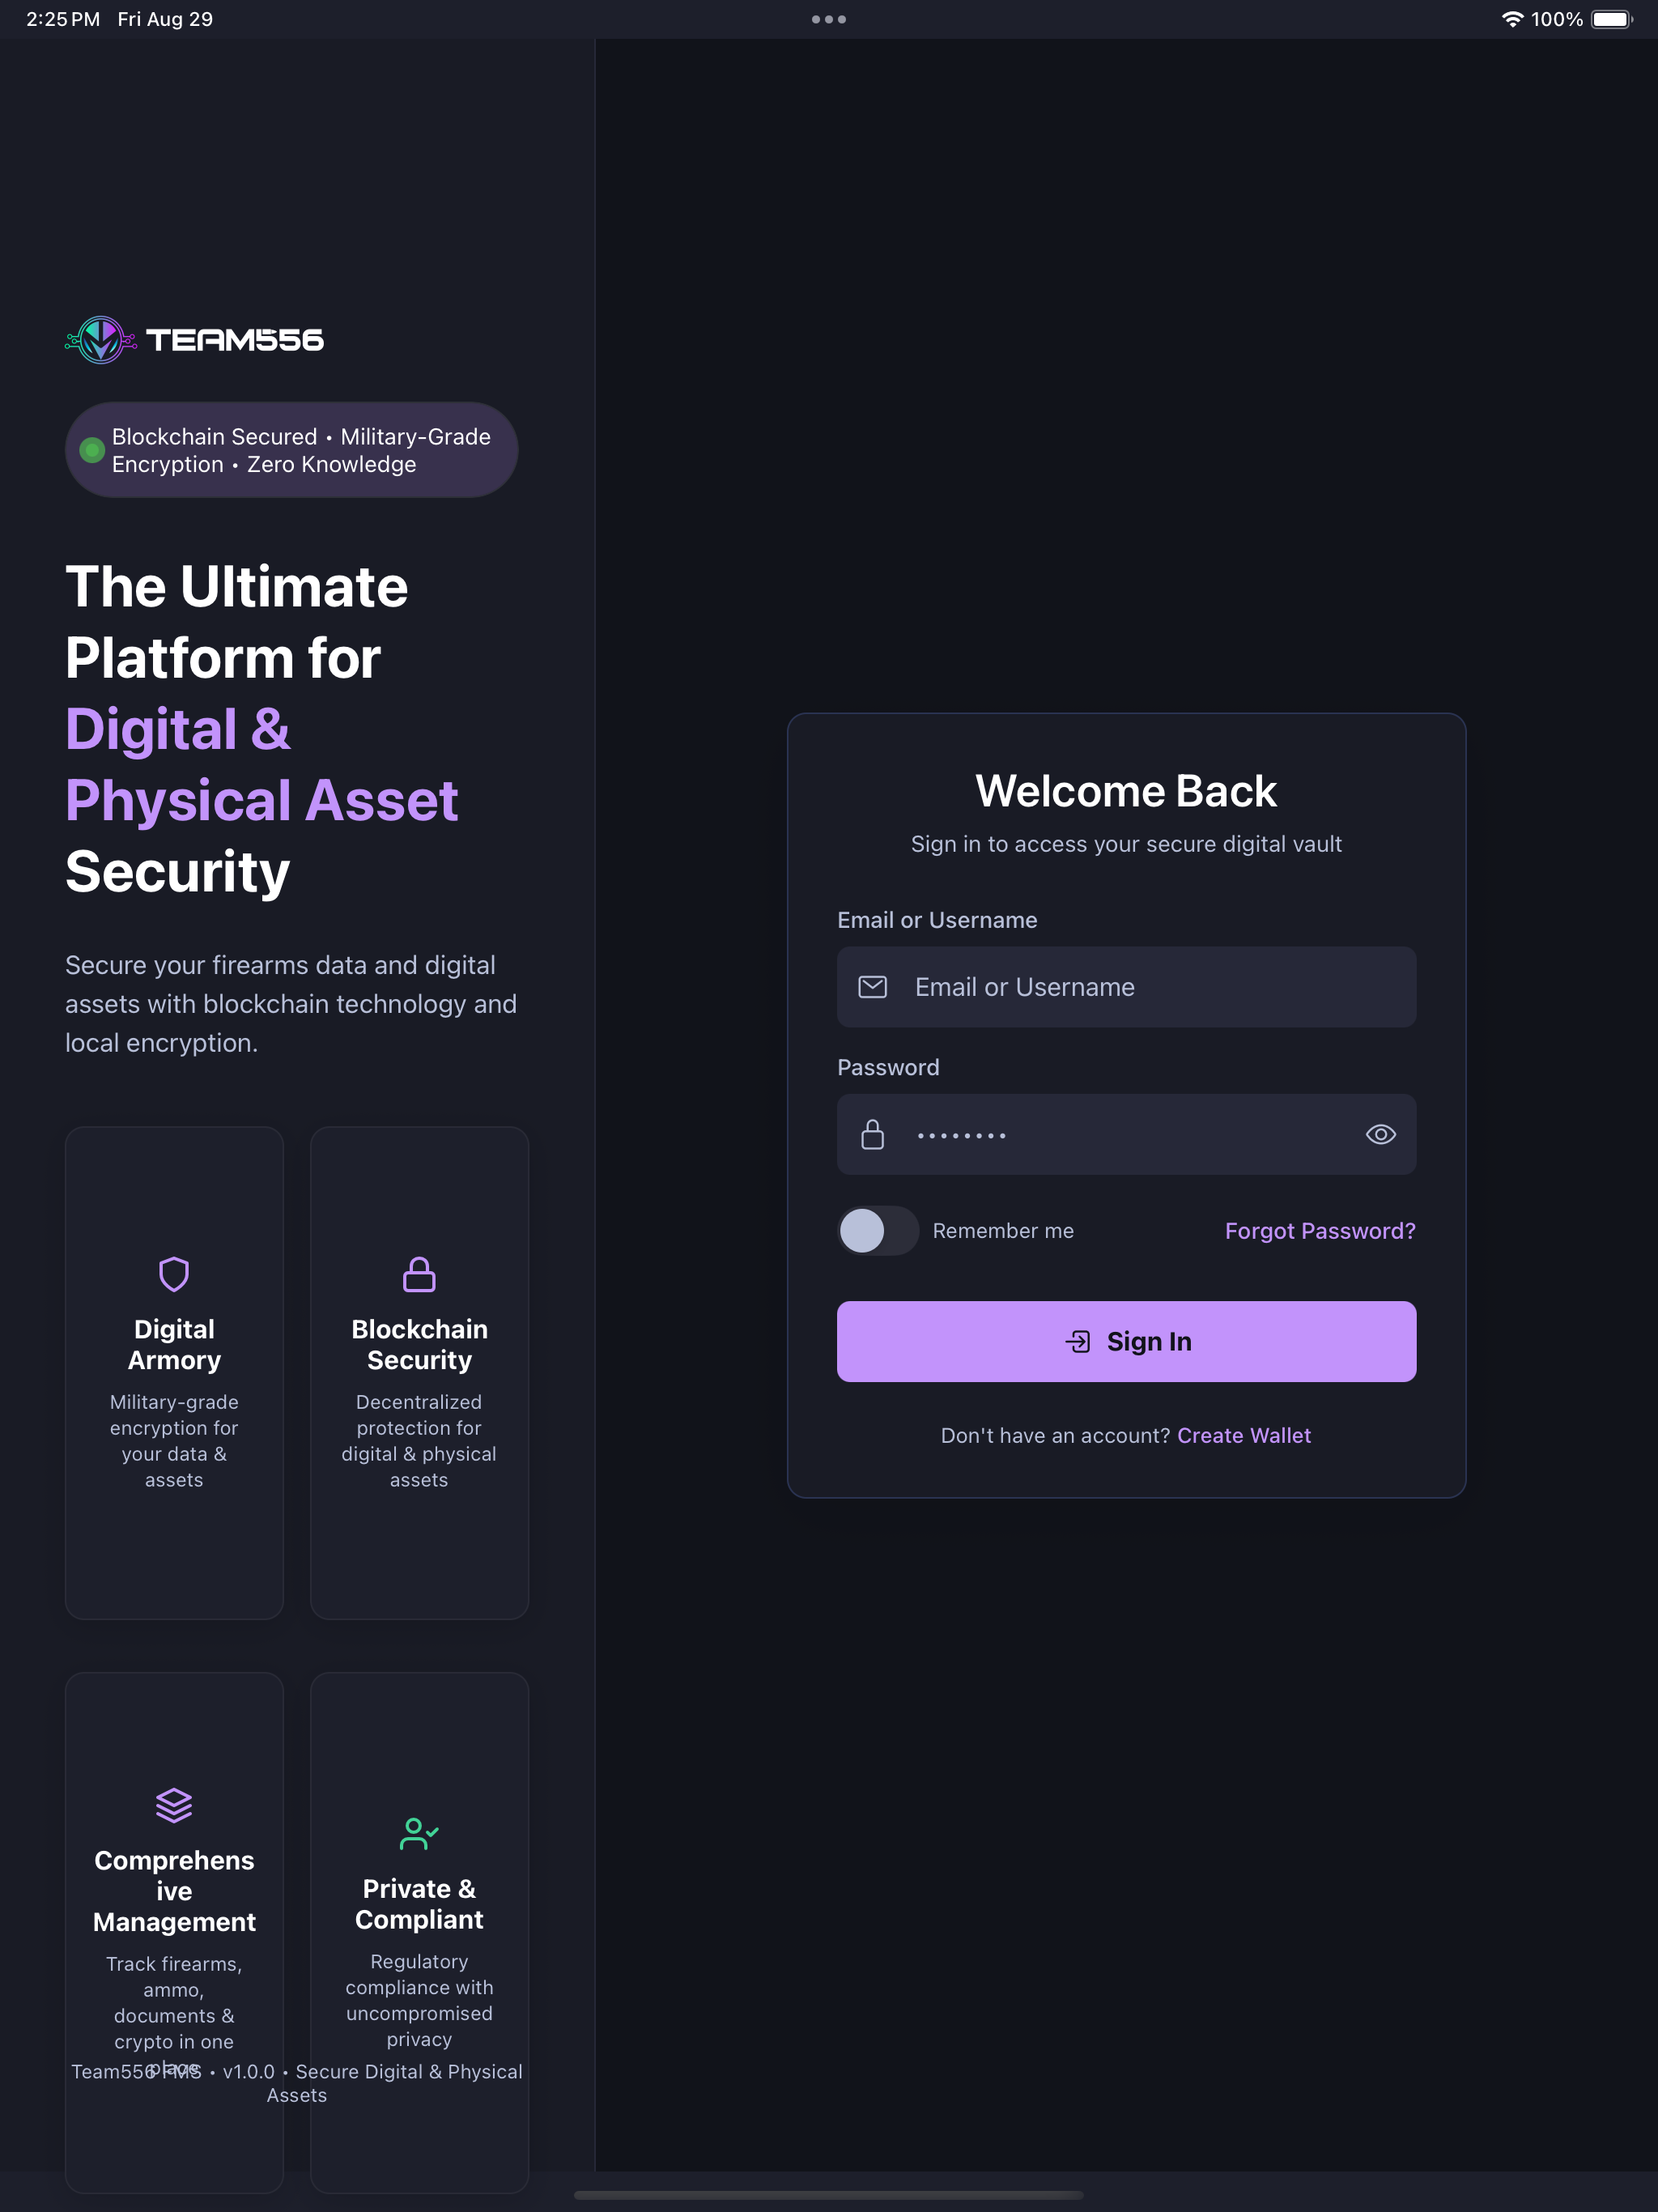 2:25 PM Fri Aug 29
100%
TEAM556
Blockchain Secured • Military-Grade
Encryption • Zero Knowledge
The Ultimate
Platform for
Digital &
Physical Asset
Security
Secure your firearms data and digital
assets with blockchain technology and
local encryption.
Digital
Armory
Military-grade
encryption for
your data &
assets
Blockchain
Security
Decentralized
protection for
digital & physical
assets
Comprehens
ive
Management
Track firearms,
ammo,
documents &
crypto in one
place
Private &
Compliant
Regulatory
compliance with
uncompromised
privacy
Team556 FMS • v1.0.0 • Secure Digital & Physical
Assets
Welcome Back
Sign in to access your secure digital vault
Email or Username
Email or Username
Password
••••••••
Remember me
Forgot Password?
Sign In
Don't have an account? Create Wallet